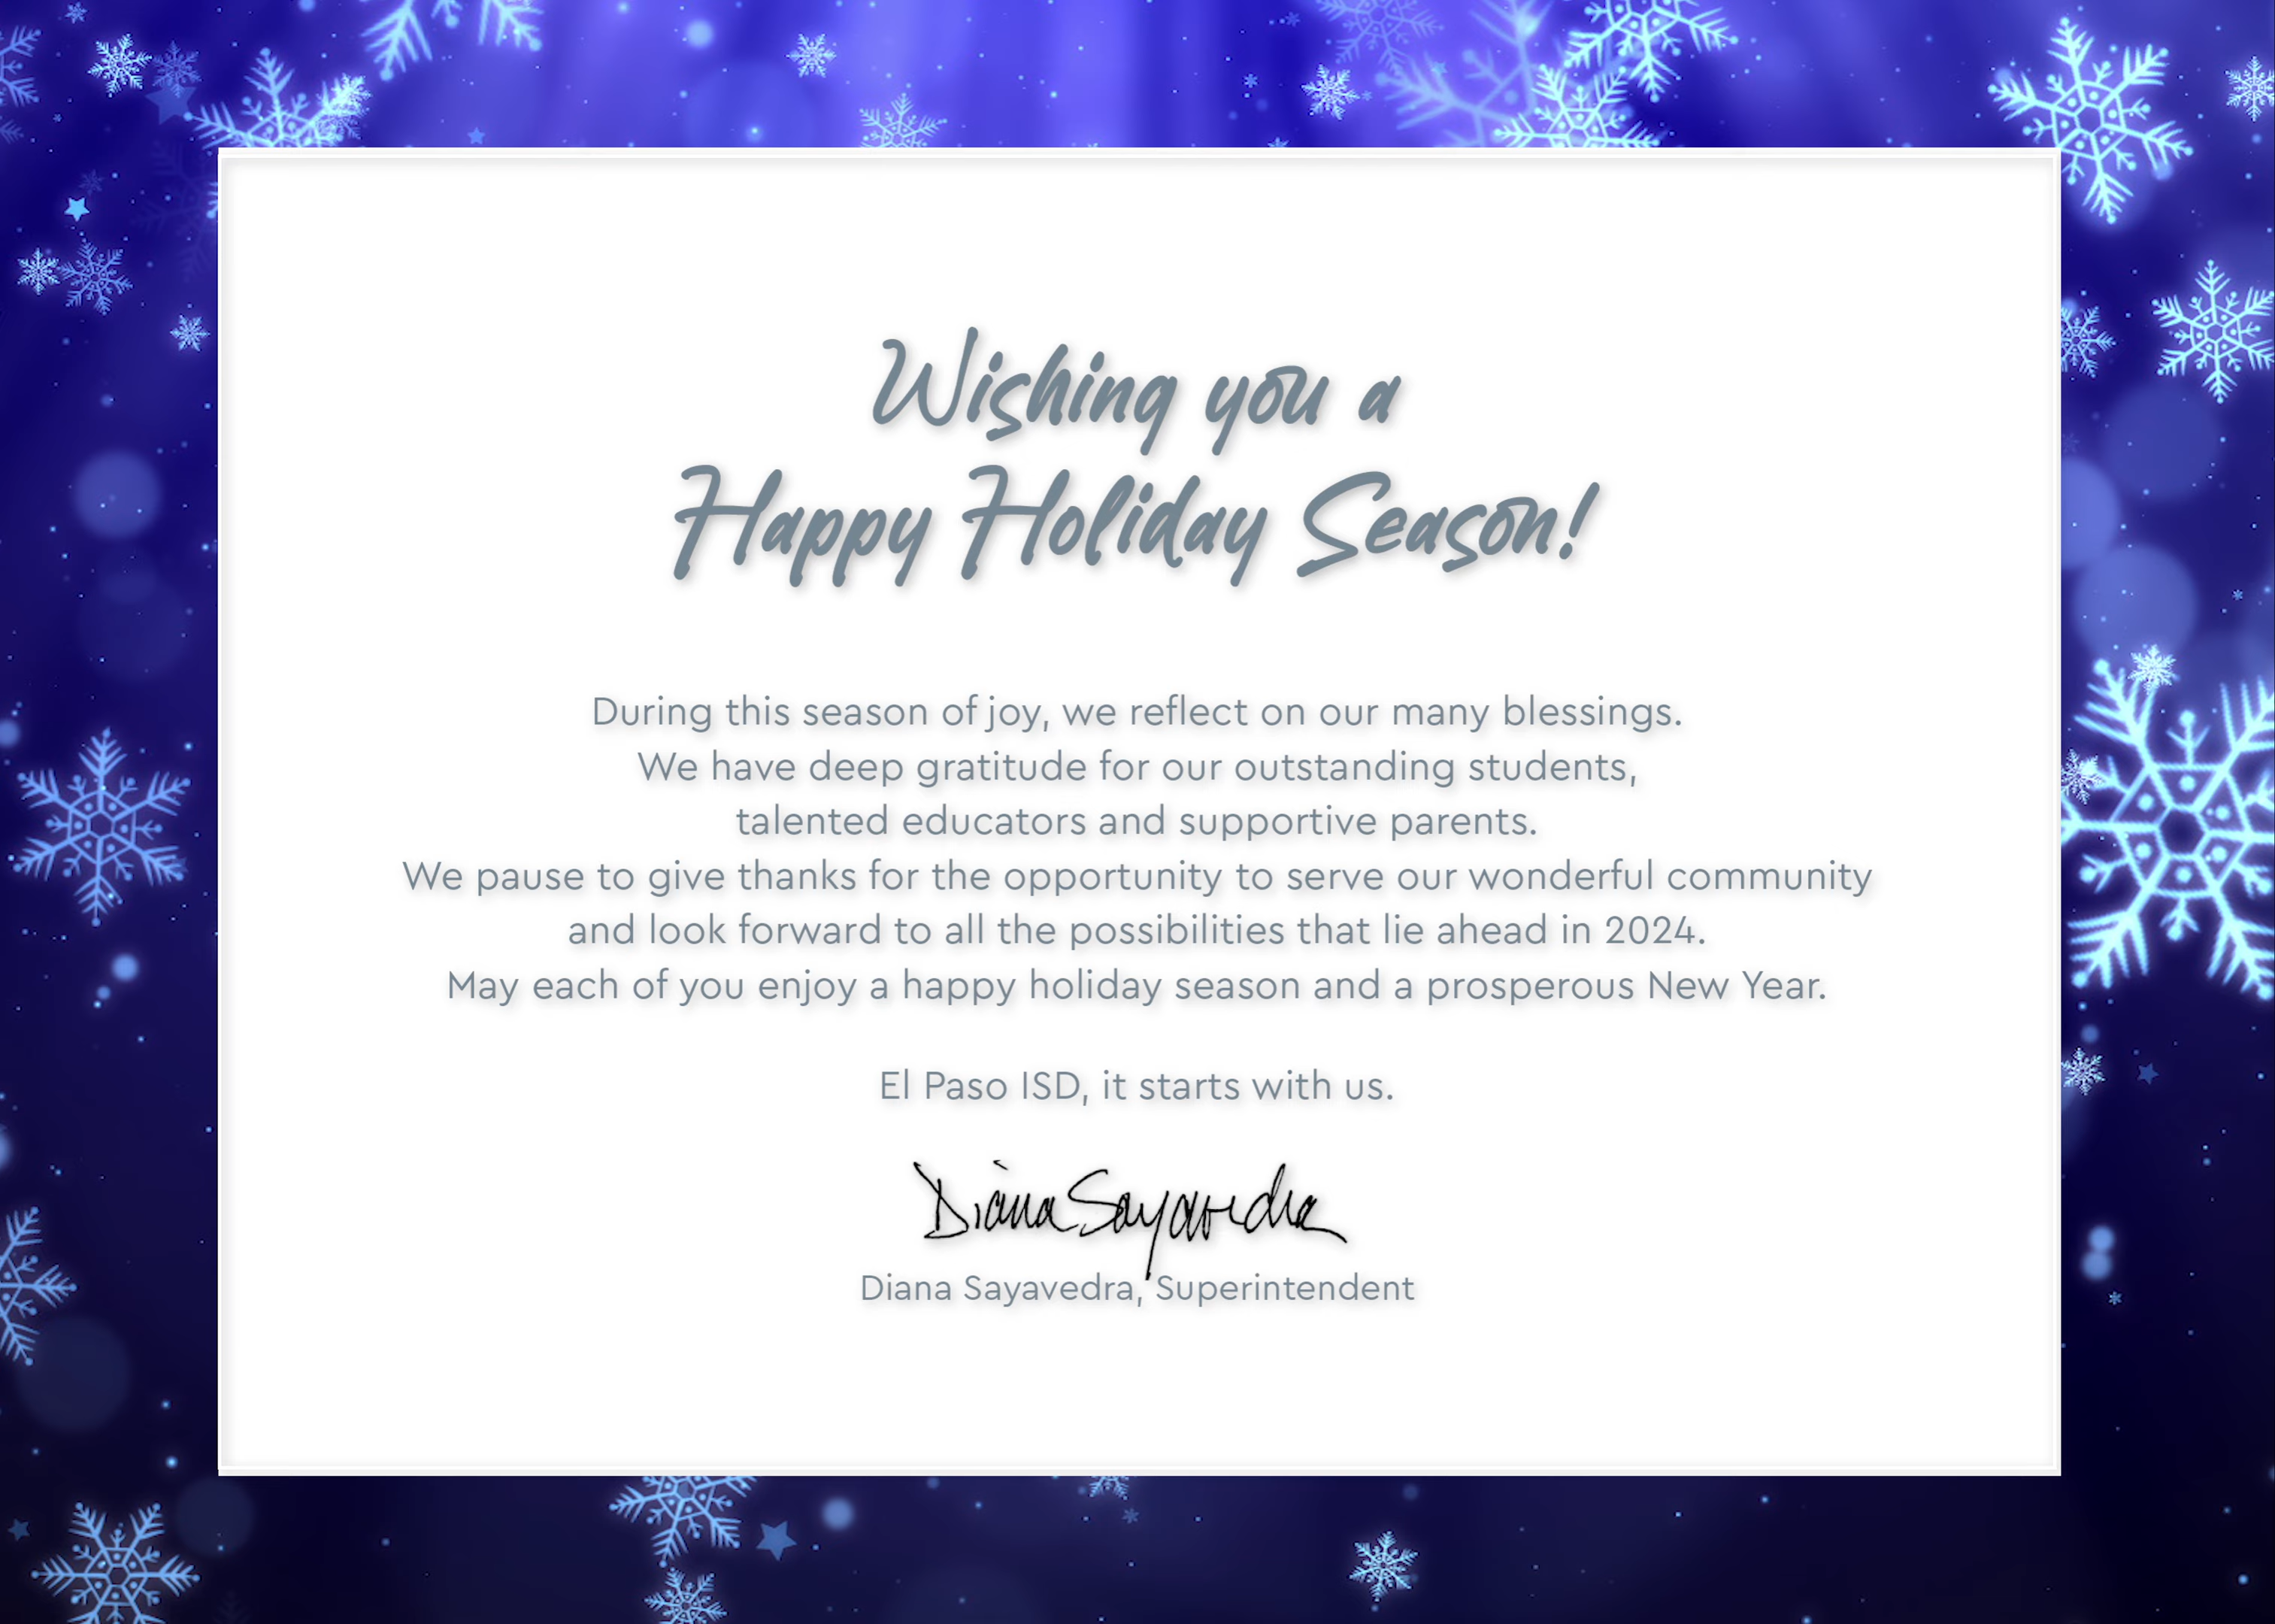 Wishing you a
Happy Holiday Season!
During this season of joy, we reflect on our many blessings.
We have deep gratitude for our outstanding students,
talented educators and supportive parents.
We pause to give thanks for the opportunity to serve our wonderful community
and look forward to all the possibilities that lie ahead in 2024.
May each of you enjoy a happy holiday season and a prosperous New Year.
El Paso ISD, it starts with us.
Diana Sayavedra
Diana Sayavedra, Superintendent